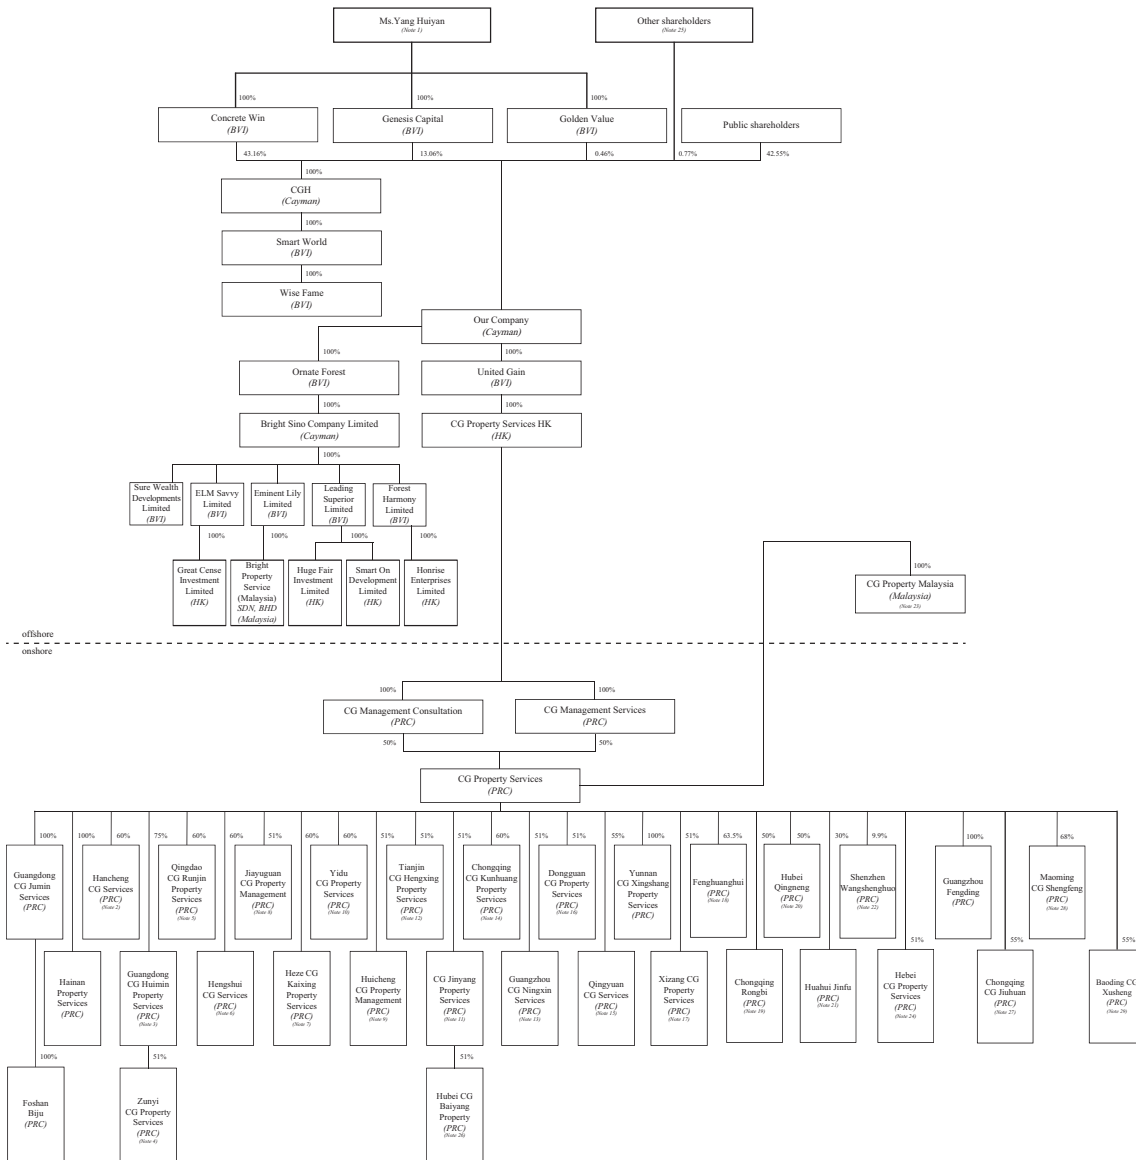 Ms.Yang Huiyan
(Note 1)
Other shareholders
(Note 25)
100%
100%
100%
Concrete Win
(BVI)
Genesis Capital
(BVI)
Golden Value
(BVI)
Public shareholders
43.16%
13.06%
0.46%
0.77%
42.55%
100%
CGH
(Cayman)
100%
Smart World
(BVI)
100%
Wise Fame
(BVI)
Our Company
(Cayman)
100%
100%
Ornate Forest
(BVI)
United Gain
(BVI)
100%
100%
Bright Sino Company Limited
(Cayman)
CG Property Services HK
(HK)
100%
Sure Wealth
Developments
Limited
(BVI)
ELM Savvy
Limited
(BVI)
Eminent Lily
Limited
(BVI)
Leading
Superior
Limited
(BVI)
Forest
Harmony
Limited
(BVI)
100%
100%
100%
100%
Great Cense
Investment
Limited
(HK)
Bright
Property
Service
(Malaysia)
SDN, BHD
(Malaysia)
Huge Fair
Investment
Limited
(HK)
Smart On
Development
Limited
(HK)
Honrise
Enterprises
Limited
(HK)
100%
CG Property Malaysia
(Malaysia)
offshore
onshore
100%
100%
CG Management Consultation
(PRC)
CG Management Services
(PRC)
50%
50%
CG Property Services
(PRC)
100%
100%
60%
75%
60%
60%
51%
60%
60%
51%
51%
51%
60%
51%
51%
55%
100%
51%
63.5%
50%
50%
30%
9.9%
100%
68%
Guangdong
CG Jumin
Services
(PRC)
Hancheng
CG Services
(PRC)
(Note 2)
Qingdao
CG Runjin
Property
Services
(PRC)
(Note 5)
Jiayuguan
CG Property
Management
(PRC)
(Note 8)
Yidu
CG Property
Services
(PRC)
(Note 10)
Tianjin
CG Hengxing
Property
Services
(PRC)
(Note 12)
Chongqing
CG Kunhuang
Property
Services
(PRC)
(Note 14)
Dongguan
CG Property
Services
(PRC)
(Note 16)
Yunnan
CG Xingshang
Property
Services
(PRC)
Fenghuanghui
(PRC)
(Note 18)
Hubei
Qingneng
(PRC)
(Note 20)
Shenzhen
Wangshenghuo
(PRC)
(Note 22)
Guangzhou
Fengding
(PRC)
Maoming
CG Shengfeng
(PRC)
(Note 28)
51%
55%
55%
Hainan
Property
Services
(PRC)
Guangdong
CG Huimin
Property
Services
(PRC)
(Note 3)
Hengshui
CG Services
(PRC)
(Note 6)
Heze CG
Kaixing
Property
Services
(PRC)
(Note 7)
Huicheng
CG Property
Management
(PRC)
(Note 9)
CG Jinyang
Property
Services
(PRC)
(Note 11)
Guangzhou
CG Ningxin
Services
(PRC)
(Note 13)
Qingyuan
CG Services
(PRC)
(Note 15)
Xizang CG
Property
Services
(PRC)
(Note 17)
Chongqing
Rongbi
(PRC)
Huahui Jinfu
(PRC)
Hebei
CG Property
Services
(PRC)
(Note 24)
Chongqing
CG Jiuhuan
(PRC)
(Note 27)
Baoding CG
Xusheng
(PRC)
(Note 29)
100%
51%
51%
Foshan
Biju
(PRC)
Zunyi
CG Property
Services
(PRC)
(Note 4)
Hubei CG
Baiyang
Property
(PRC)
(Note 26)